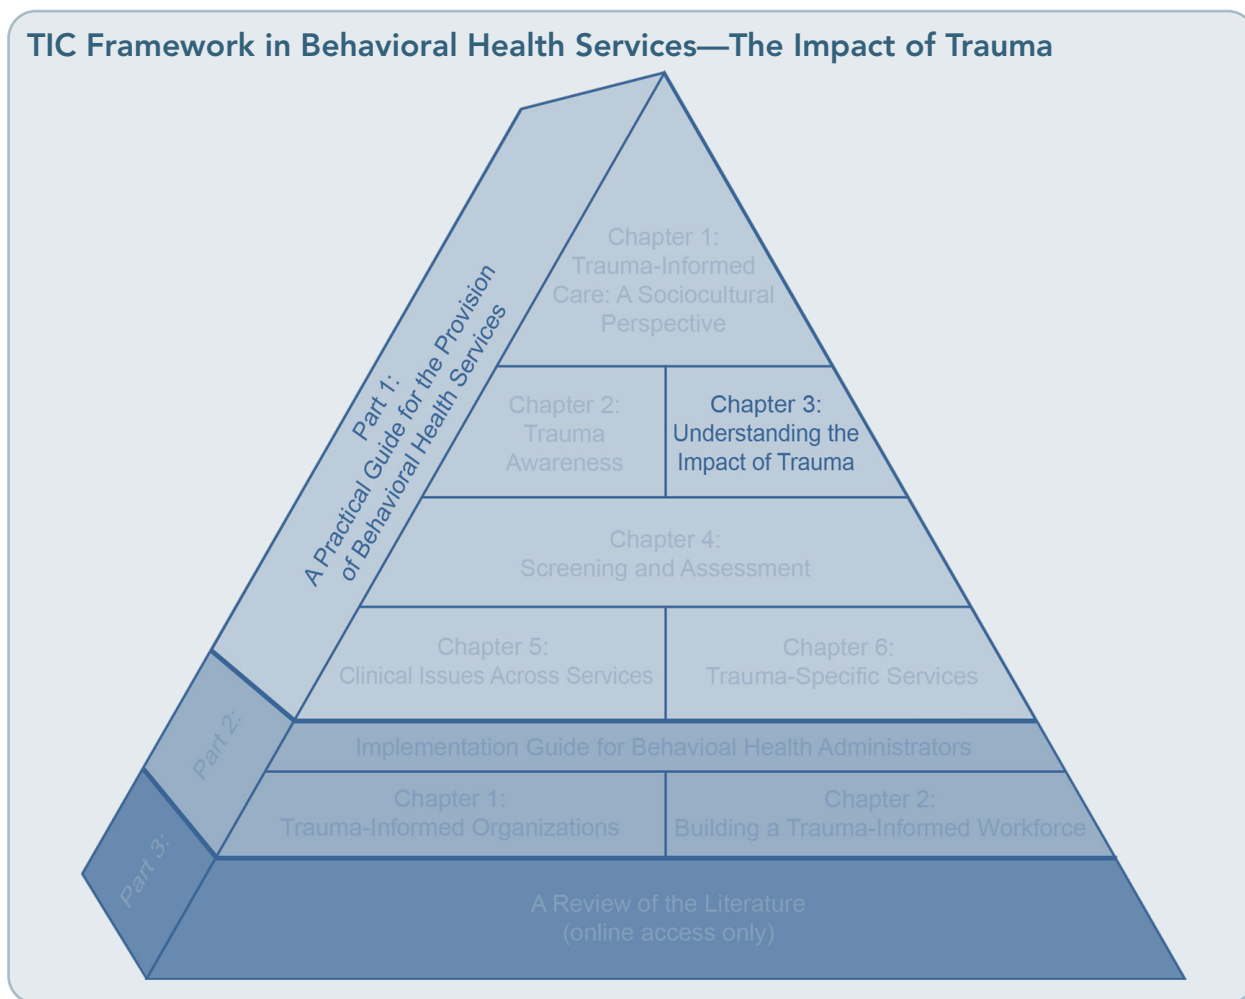 TIC Framework in Behavioral Health Services—The Impact of Trauma
Part 1:
A Practical Guide for the Provision
of Behavioral Health Services
Chapter 1:
Trauma-Informed
Care: A Sociocultural
Perspective
Chapter 2:
Trauma
Awareness
Chapter 3:
Understanding the
Impact of Trauma
Chapter 4:
Screening and Assessment
Chapter 5:
Clinical Issues Across Services
Chapter 6:
Trauma-Specific Services
Part 2:
Implementation Guide for Behavioal Health Administrators
Chapter 1:
Trauma-Informed Organizations
Chapter 2:
Building a Trauma-Informed Workforce
Part 3:
A Review of the Literature
(online access only)